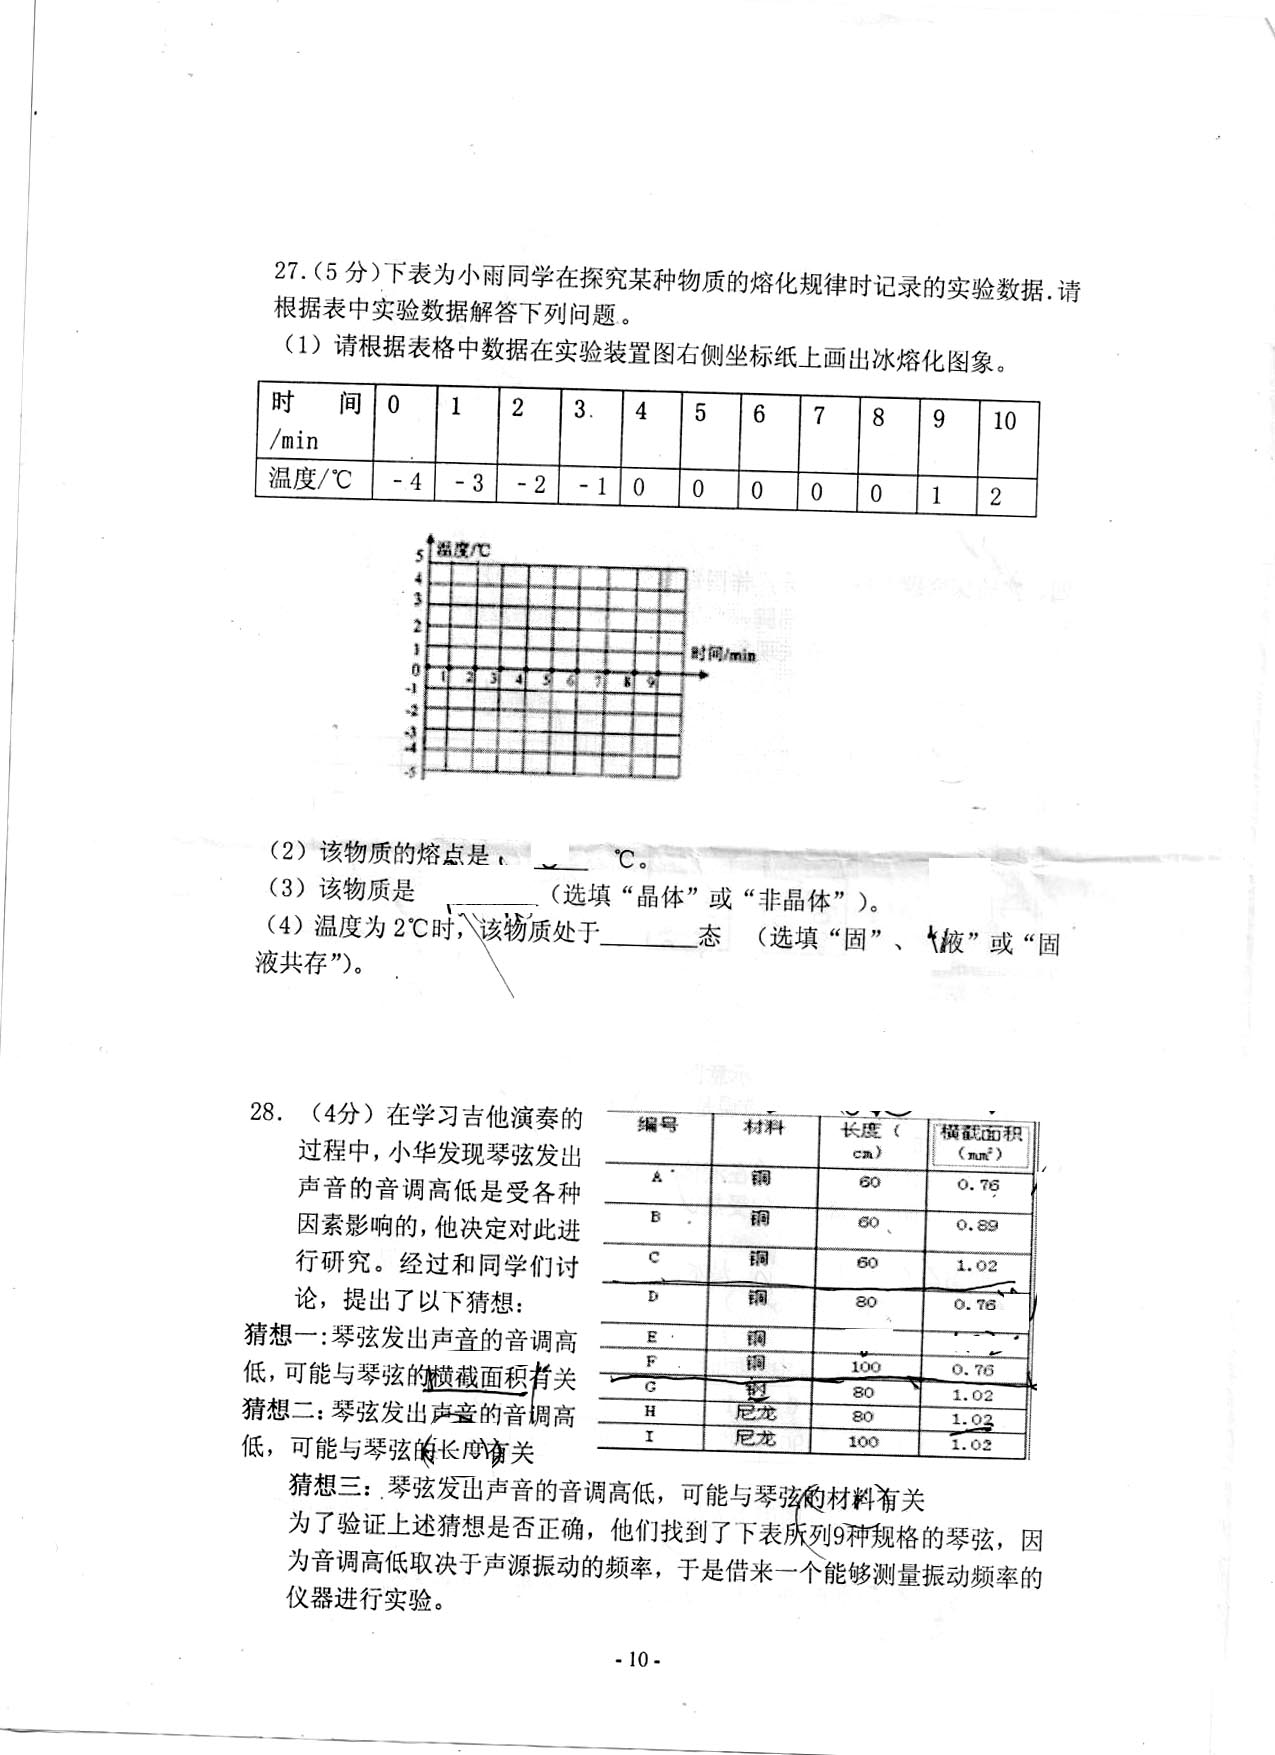 27.(5 分)下表为小雨同学在探究某种物质的熔化规律时记录的实验数据.请
根据表中实验数据解答下列问题。
(1) 请根据表格中数据在实验装置图右侧坐标纸上画出冰熔化图象。
时 间/min 0 1 2 3 4 5 6 7 8 9 10
温度/℃ -4 -3 -2 -1 0 0 0 0 0 1 2
温度/℃
5
4
3
2
1
0
-1
-2
-3
-4
-5
1 2 3 4 5 6 7 8 9
时间/min
(2) 该物质的熔点是 ____ ℃。
(3) 该物质是 ____ (选填“晶体”或“非晶体”)。
(4) 温度为 2℃时,该物质处于________态 (选填“固”、“液”或“固
液共存”)。
28. (4分) 在学习吉他演奏的
过程中,小华发现琴弦发出
声音的音调高低是受各种
因素影响的,他决定对此进
行研究。经过和同学们讨
论,提出了以下猜想:
猜想一:琴弦发出声音的音调高
低,可能与琴弦的横截面积有关
猜想二:琴弦发出声音的音调高
低,可能与琴弦的长度有关
编号 材料 长度(cm) 横截面积(mm²)
A 铜 60 0.76
B 铜 60 0.89
C 铜 60 1.02
D 铜 80 0.76
E 铜
F 铜 100 0.76
G 钢 80 1.02
H 尼龙 80 1.02
I 尼龙 100 1.02
猜想三:琴弦发出声音的音调高低,可能与琴弦的材料有关
为了验证上述猜想是否正确,他们找到了下表所列9种规格的琴弦,因
为音调高低取决于声源振动的频率,于是借来一个能够测量振动频率的
仪器进行实验。
- 10 -